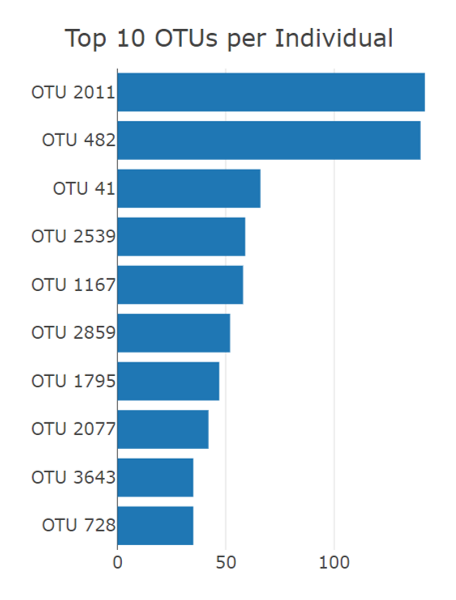 Top 10 OTUs per Individual
OTU 2011
OTU 482
OTU 41
OTU 2539
OTU 1167
OTU 2859
OTU 1795
OTU 2077
OTU 3643
OTU 728
0 50 100